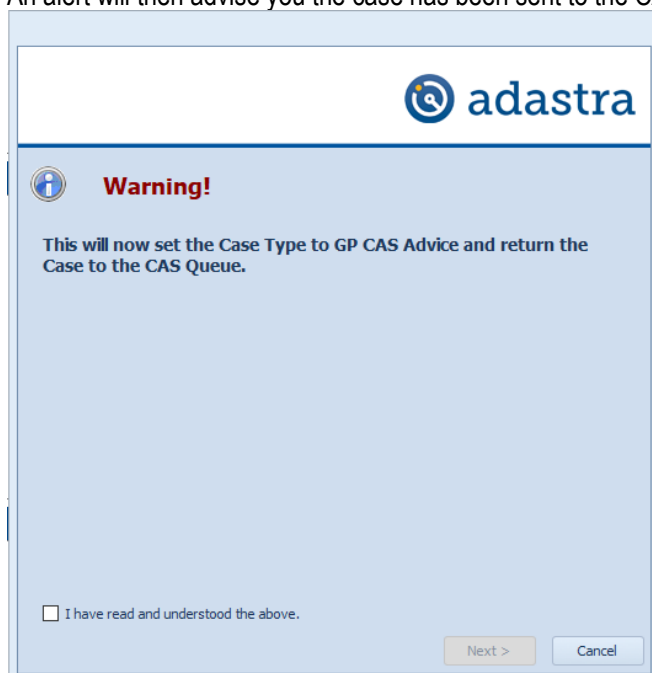 An alert will then advise you the case has been sent to the
adastra
Warning!
This will now set the Case Type to GP CAS Advice and return the
Case to the CAS Queue.
I have read and understood the above.
Next >
Cancel